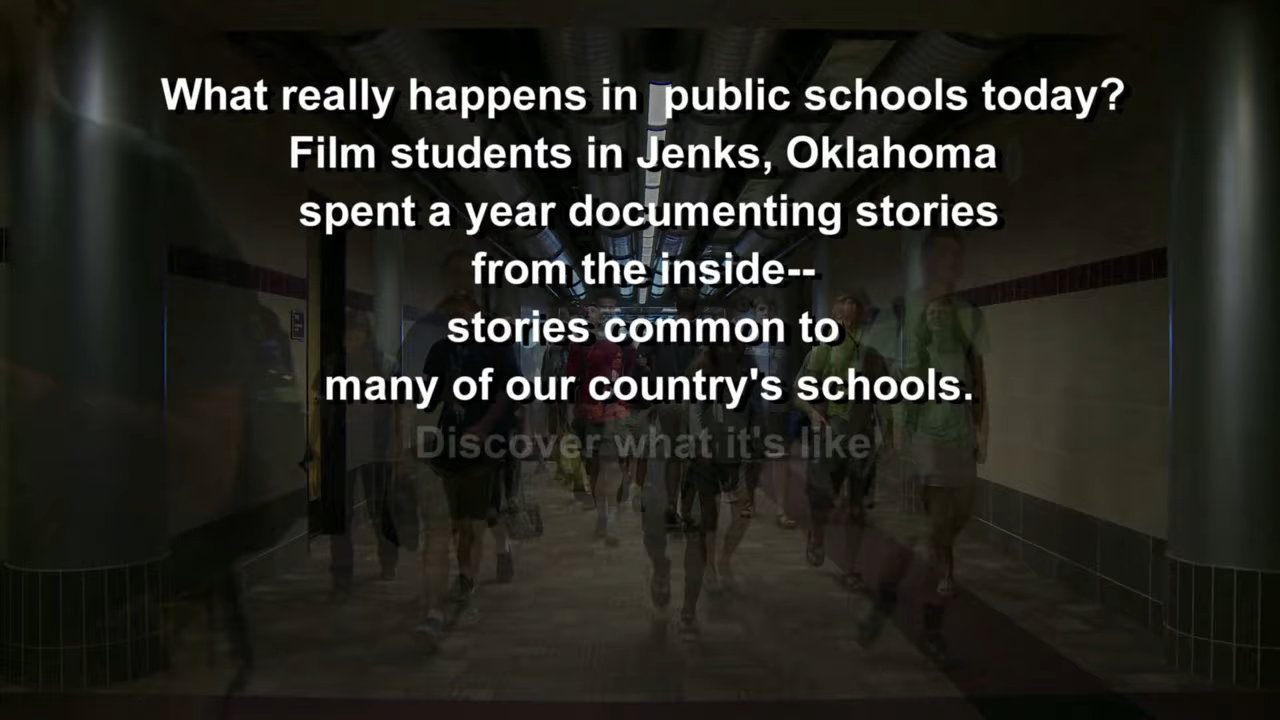 What really happens in  public schools today?
Film students in Jenks, Oklahoma
spent a year documenting stories
from the inside--
stories common to
many of our country's schools.
Discover what it's like